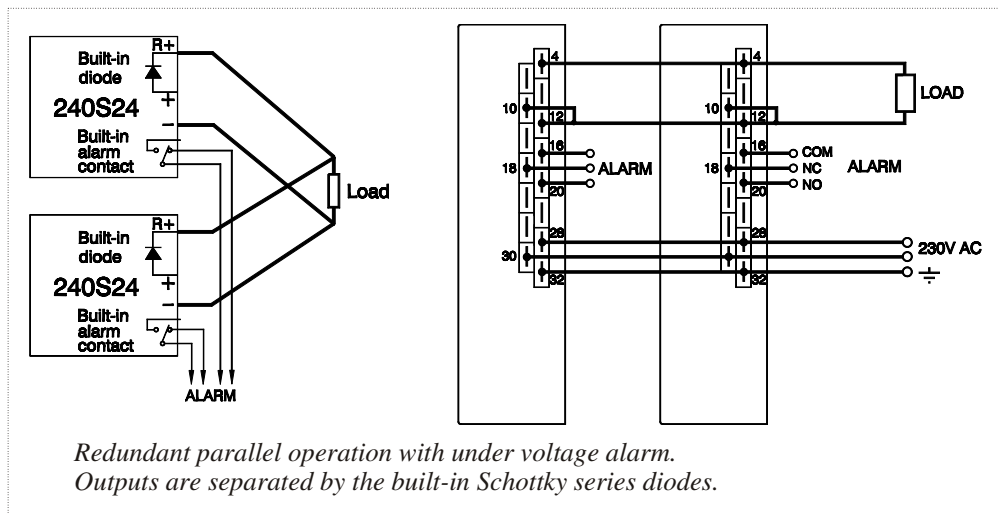 R+
Built-in
diode
+
240S24
−
Built-in
alarm
contact
R+
Built-in
diode
+
240S24
−
Built-in
alarm
contact
Load
ALARM
4
10
12
16
18
ALARM
20
28
30
32
4
10
12
LOAD
16
COM
18
NC
ALARM
20
NO
28
230V AC
32
Redundant parallel operation with under voltage alarm.
Outputs are separated by the built-in Schottky series diodes.